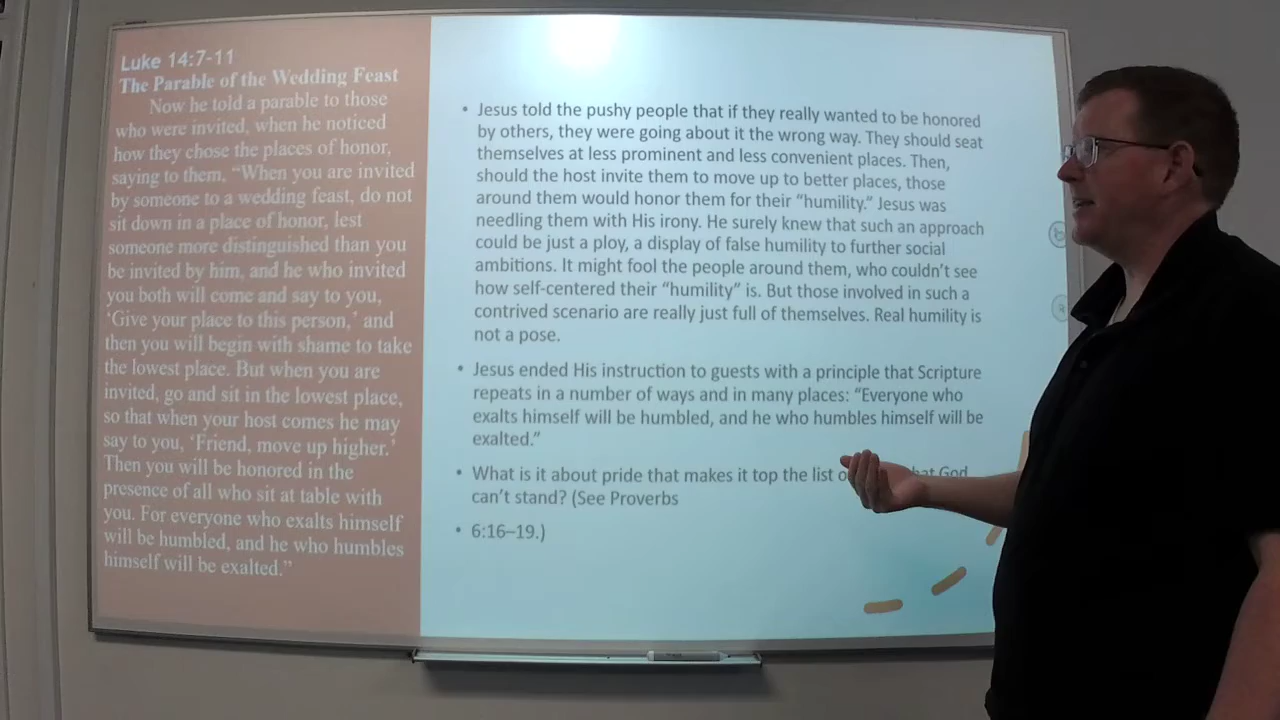 Luke 14:7-11
The Parable of the Wedding Feast
Now he told a parable to those
who were invited, when he noticed
how they chose the places of honor,
saying to them, “When you are invited
by someone to a wedding feast, do not
sit down in a place of honor, lest
someone more distinguished than you
be invited by him, and he who invited
you both will come and say to you,
‘Give your place to this person,’ and
then you will begin with shame to take
the lowest place. But when you are
invited, go and sit in the lowest place,
so that when your host comes he may
say to you, ‘Friend, move up higher.’
Then you will be honored in the
presence of all who sit at table with
you. For everyone who exalts himself
will be humbled, and he who humbles
himself will be exalted.”
• Jesus told the pushy people that if they really wanted to be honored
by others, they were going about it the wrong way. They should seat
themselves at less prominent and less convenient places. Then,
should the host invite them to move up to better places, those
around them would honor them for their “humility.” Jesus was
needling them with His irony. He surely knew that such an approach
could be just a ploy, a display of false humility to further social
ambitions. It might fool the people around them, who couldn’t see
how self-centered their “humility” is. But those involved in such a
contrived scenario are really just full of themselves. Real humility is
not a pose.
• Jesus ended His instruction to guests with a principle that Scripture
repeats in a number of ways and in many places: “Everyone who
exalts himself will be humbled, and he who humbles himself will be
exalted.”
• What is it about pride that makes it top the list God
can’t stand? (See Proverbs
• 6:16–19.)